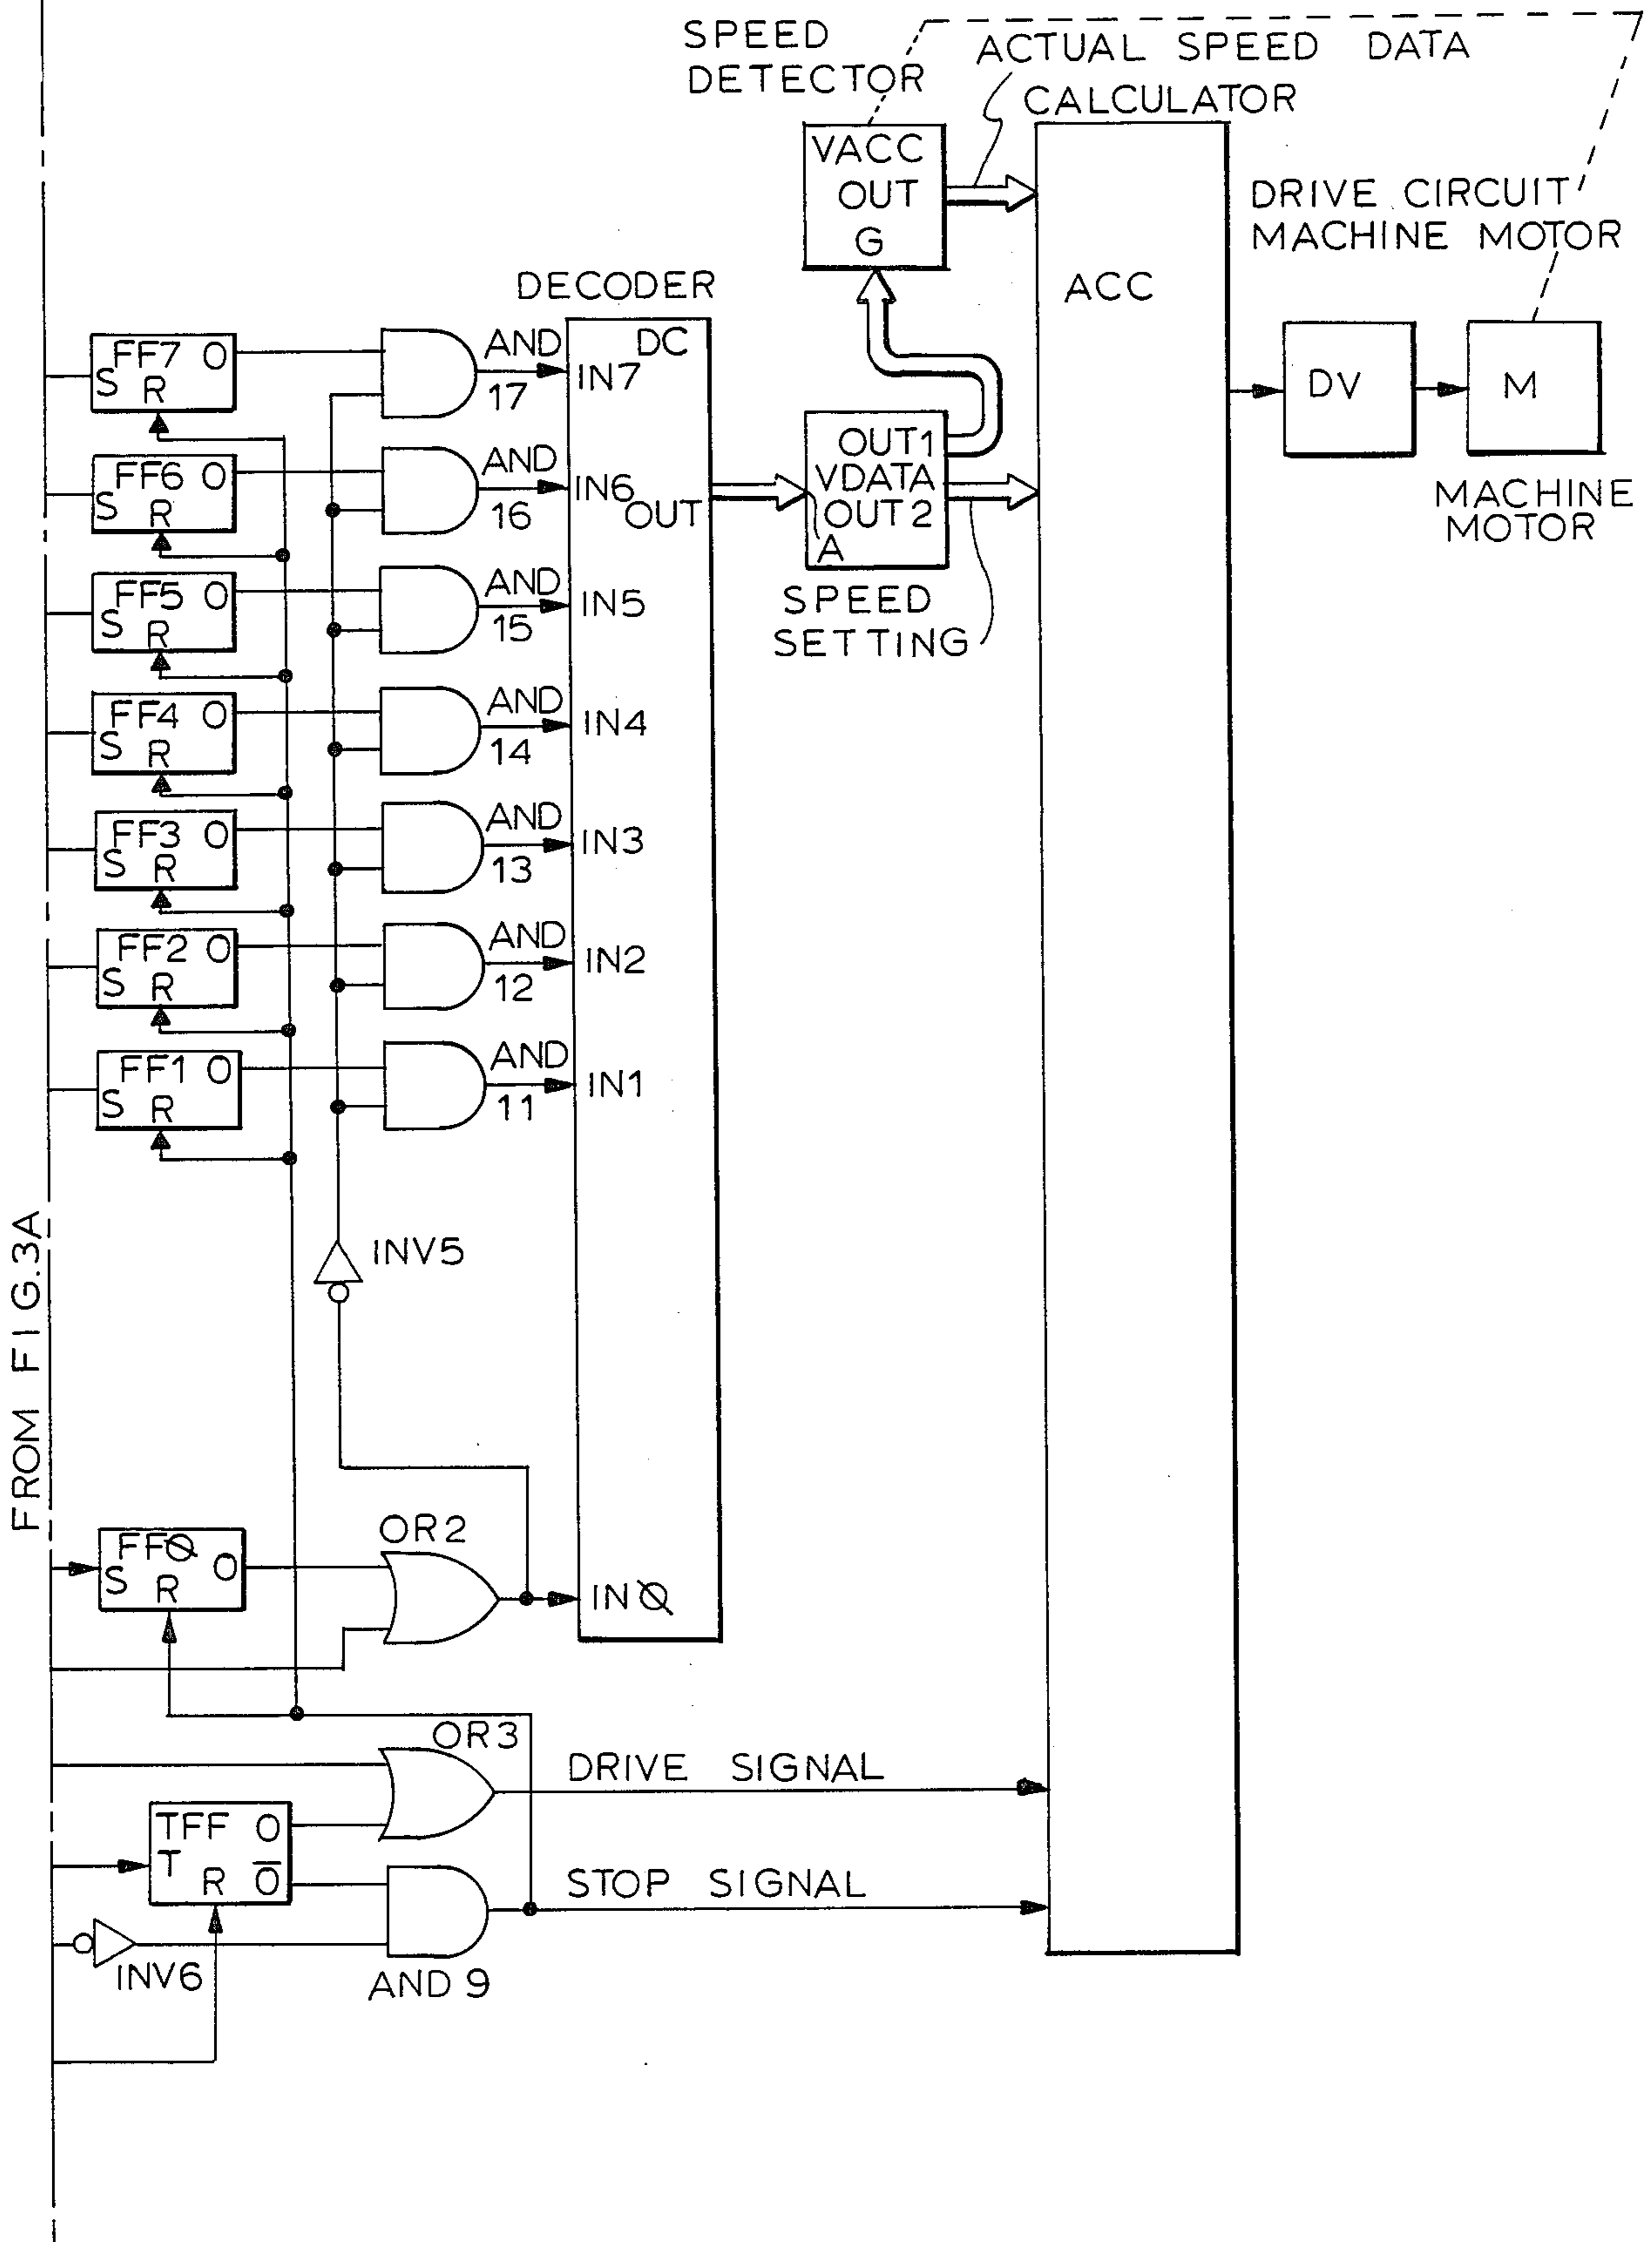 SPEED
DETECTOR
ACTUAL SPEED DATA
CALCULATOR
VACC
OUT
G
DRIVE CIRCUIT
MACHINE MOTOR
ACC
DECODER
DC
FF7 O
S R
AND
17
IN7
DV
M
OUT1
VDATA
OUT2
A
FF6 O
S R
AND
16
IN6
OUT
MACHINE
MOTOR
FF5 O
S R
AND
15
IN5
SPEED
SETTING
FF4 O
S R
AND
14
IN4
FF3 O
S R
AND
13
IN3
FF2 O
S R
AND
12
IN2
FF1 O
S R
AND
11
IN1
INV5
FROM FIG.3A
FFØ O
S R
OR2
INØ
OR3
DRIVE SIGNAL
TFF O
T R O̅
STOP SIGNAL
INV6
AND 9